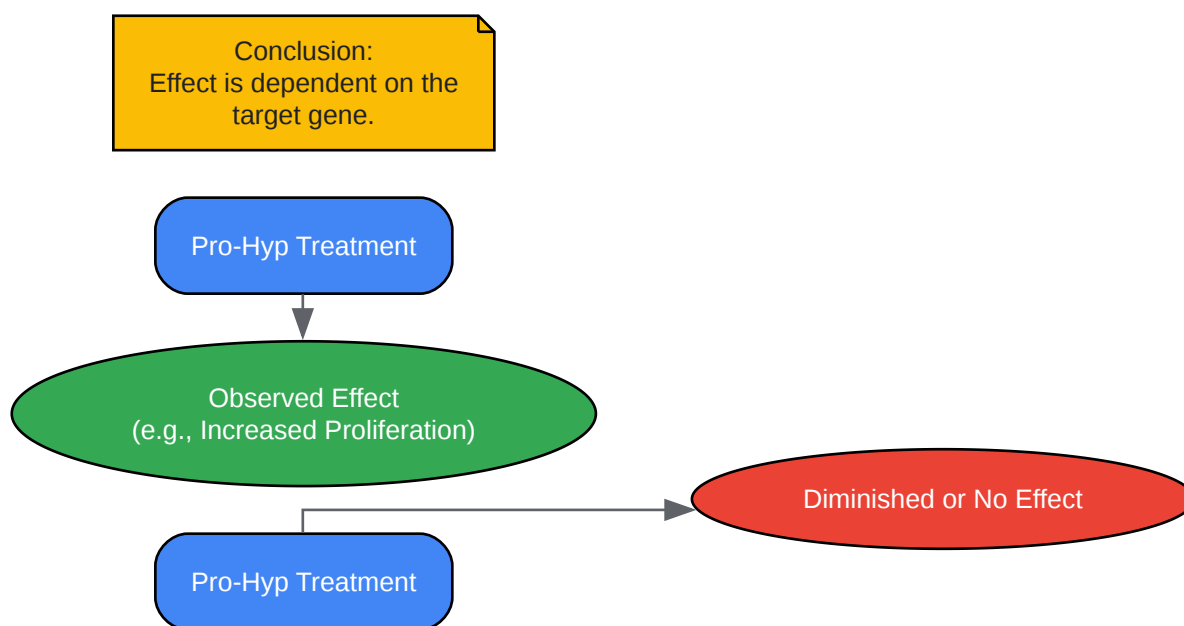 Conclusion:
Effect is dependent on the
target gene.
Pro-Hyp Treatment
Observed Effect
(e.g., Increased Proliferation)
Diminished or No Effect
Pro-Hyp Treatment